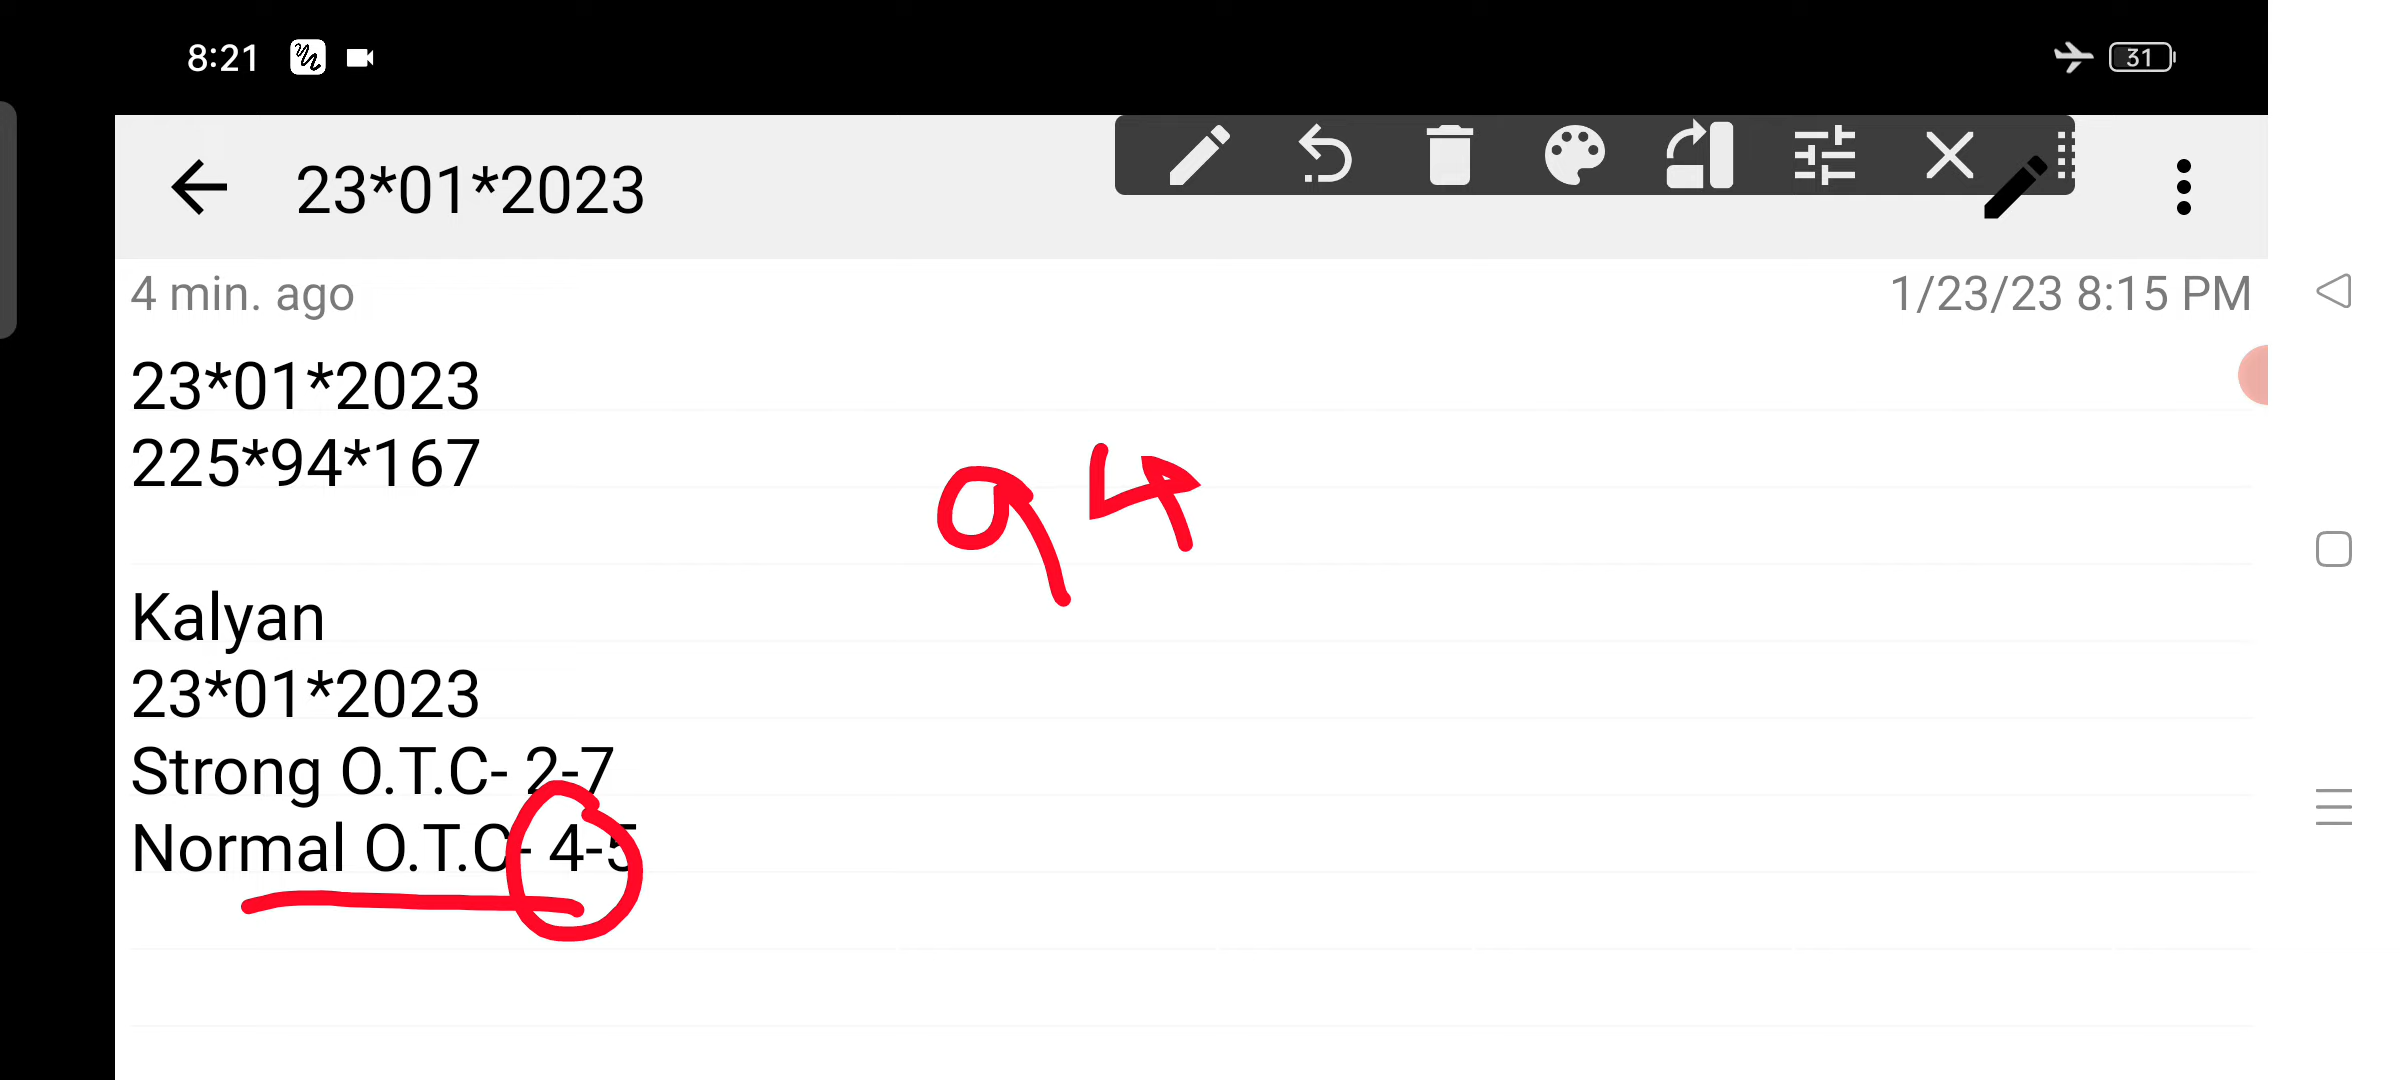 8:21
31
23*01*2023
4 min. ago
1/23/23 8:15 PM
23*01*2023
225*94*167
94
Kalyan
23*01*2023
Strong O.T.C- 2-7
Normal O.T.C- 4-5